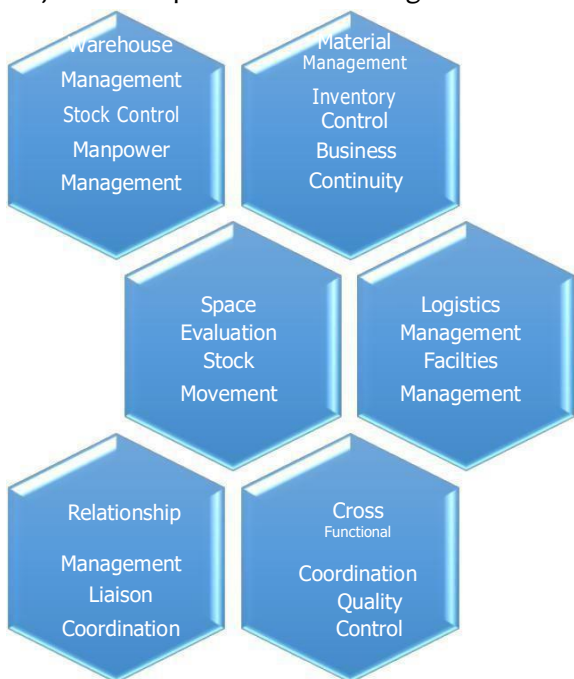 Warehouse
Management
Stock Control
Manpower
Management
Material
Management
Inventory
Control
Business
Continuity
Space
Evaluation
Stock
Movement
Logistics
Management
Facilties
Management
Relationship
Management
Liaison
Coordination
Cross
Functional
Coordination
Quality
Control